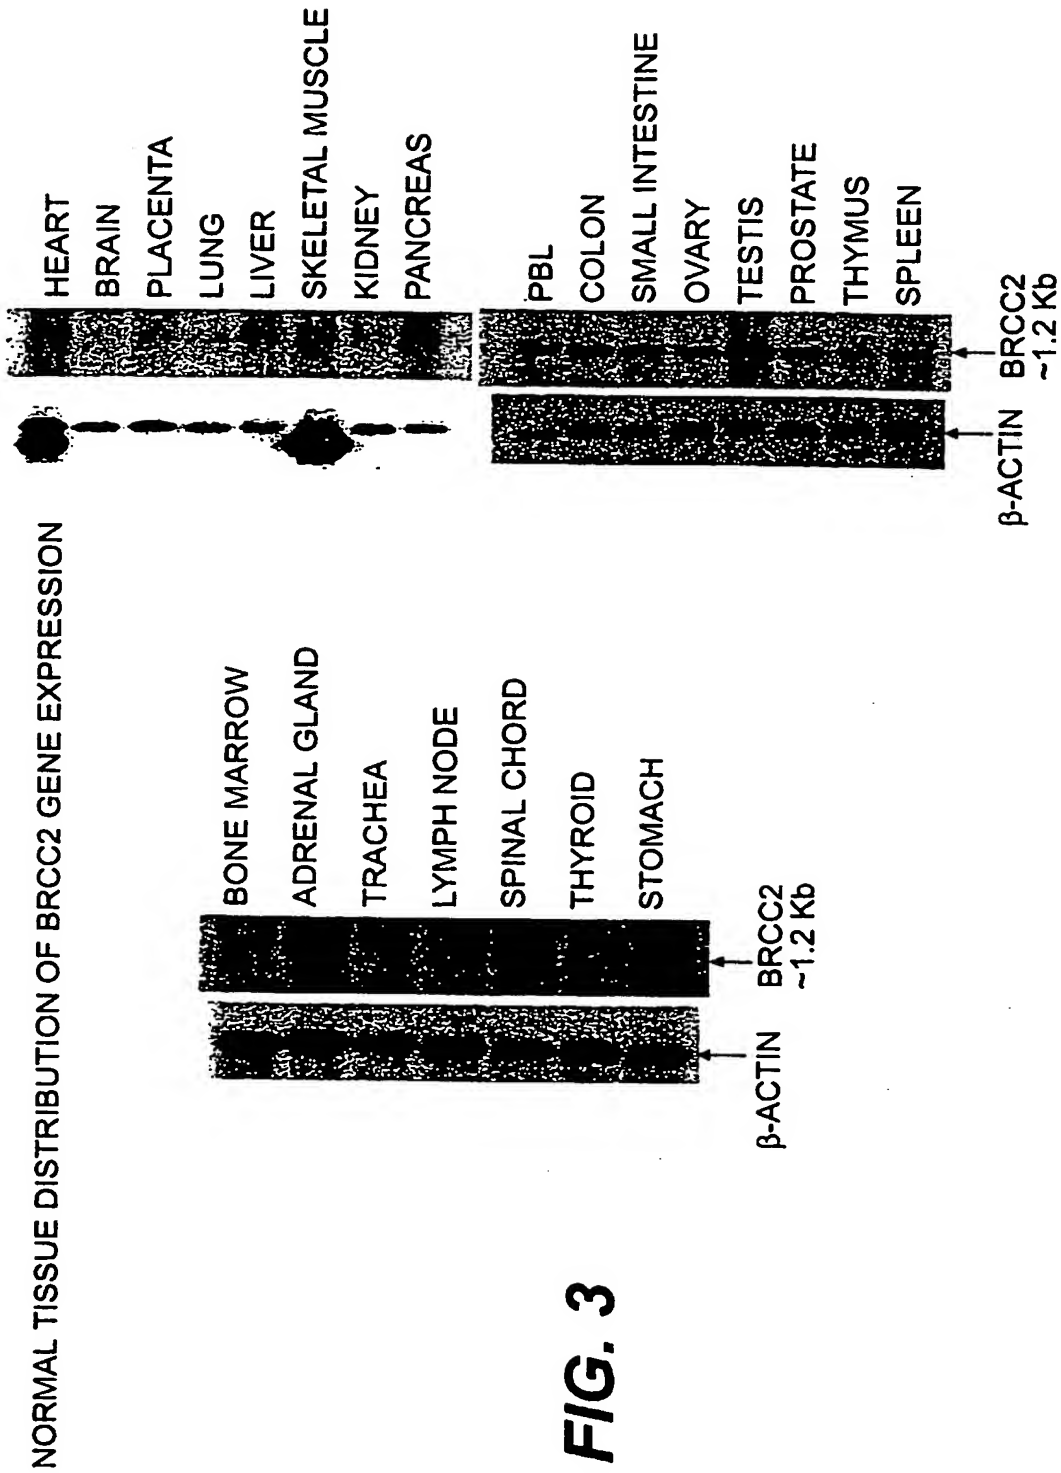 NORMAL TISSUE DISTRIBUTION OF BRCC2 GENE EXPRESSION
HEART
BRAIN
PLACENTA
LUNG
LIVER
SKELETAL MUSCLE
KIDNEY
PANCREAS
PBL
COLON
SMALL INTESTINE
OVARY
TESTIS
PROSTATE
THYMUS
SPLEEN
β-ACTIN
BRCC2
~1.2 Kb
BONE MARROW
ADRENAL GLAND
TRACHEA
LYMPH NODE
SPINAL CHORD
THYROID
STOMACH
β-ACTIN
BRCC2
~1.2 Kb
FIG. 3